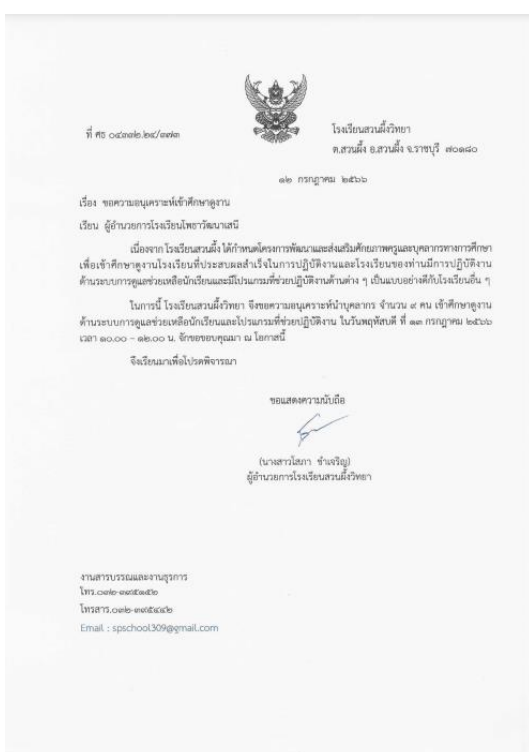 ที่ ศธ ๐๔๓๓๒.๒๔/๓๗๓
โรงเรียนสวนผึ้งวิทยา
ต.สวนผึ้ง อ.สวนผึ้ง จ.ราชบุรี ๗๐๑๘๐
๑๒ กรกฎาคม ๒๕๖๖
เรื่อง ขอความอนุเคราะห์เข้าศึกษาดูงาน
เรียน ผู้อำนวยการโรงเรียนโพธาวัฒนาเสนี
เนื่องจาก โรงเรียนสวนผึ้ง ได้กำหนดโครงการพัฒนาและส่งเสริมศักยภาพครูและบุคลากรทางการศึกษา
เพื่อเข้าศึกษาดูงานโรงเรียนที่ประสบผลสำเร็จในการปฏิบัติงานและโรงเรียนของท่านมีการปฏิบัติงาน
ด้านระบบการดูแลช่วยเหลือนักเรียนและมีโปรแกรมที่ช่วยปฏิบัติงานด้านต่าง ๆ เป็นแบบอย่างดีกับโรงเรียนอื่น ๆ
ในการนี้ โรงเรียนสวนผึ้งวิทยา จึงขอความอนุเคราะห์นำบุคลากร จำนวน ๙ คน เข้าศึกษาดูงาน
ด้านระบบการดูแลช่วยเหลือนักเรียนและโปรแกรมที่ช่วยปฏิบัติงาน ในวันพฤหัสบดี ที่ ๑๓ กรกฎาคม ๒๕๖๖
เวลา ๑๐.๐๐ – ๑๒.๐๐ น. จักขอขอบคุณมา ณ โอกาสนี้
จึงเรียนมาเพื่อโปรดพิจารณา
ขอแสดงความนับถือ
(นางสาวโสภา ขำเจริญ)
ผู้อำนวยการโรงเรียนสวนผึ้งวิทยา
งานสารบรรณและงานธุรการ
โทร.
โทรสาร.
Email : spschool309@gmail.com